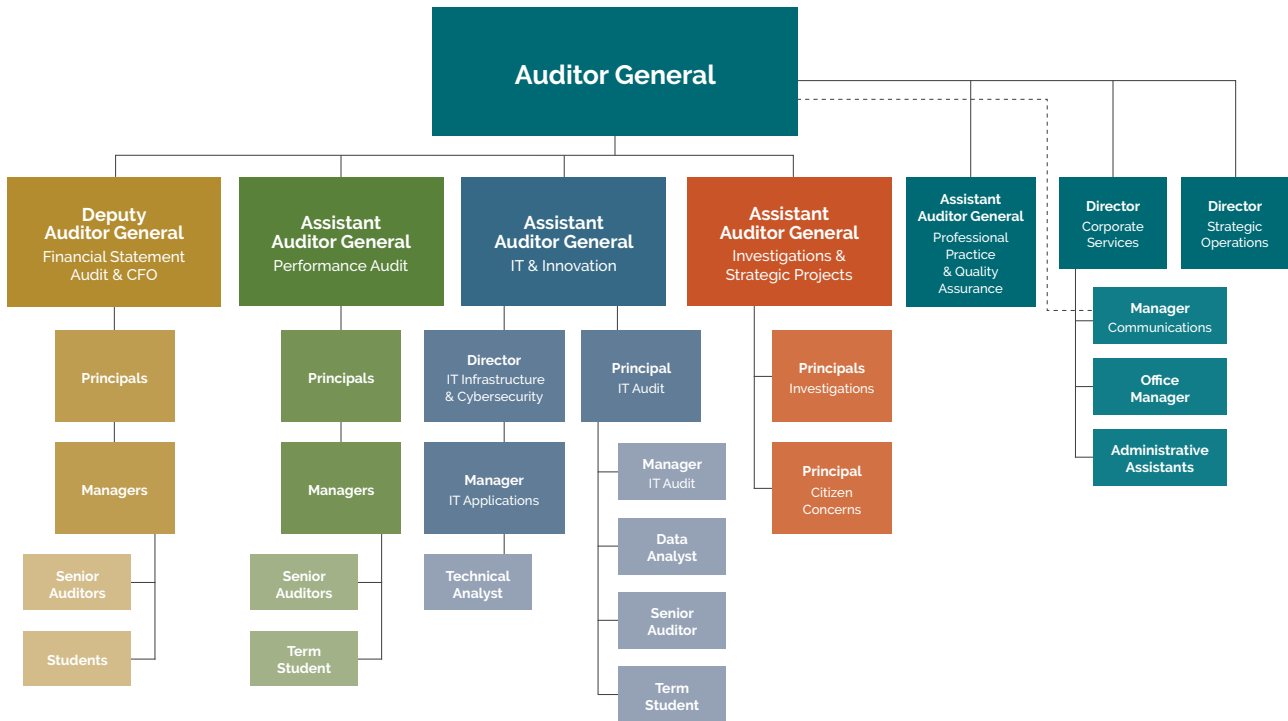 Auditor General
Deputy
Auditor General
Financial Statement
Audit & CFO
Assistant
Auditor General
Performance Audit
Assistant
Auditor General
IT & Innovation
Assistant
Auditor General
Investigations &
Strategic Projects
Assistant
Auditor General
Professional
Practice
& Quality
Assurance
Director
Corporate
Services
Director
Strategic
Operations
Principals
Managers
Senior
Auditors
Students
Principals
Managers
Senior
Auditors
Term
Student
Director
IT Infrastructure
& Cybersecurity
Manager
IT Applications
Technical
Analyst
Principal
IT Audit
Manager
IT Audit
Data
Analyst
Senior
Auditor
Term
Student
Principals
Investigations
Principal
Citizen
Concerns
Manager
Communications
Office
Manager
Administrative
Assistants